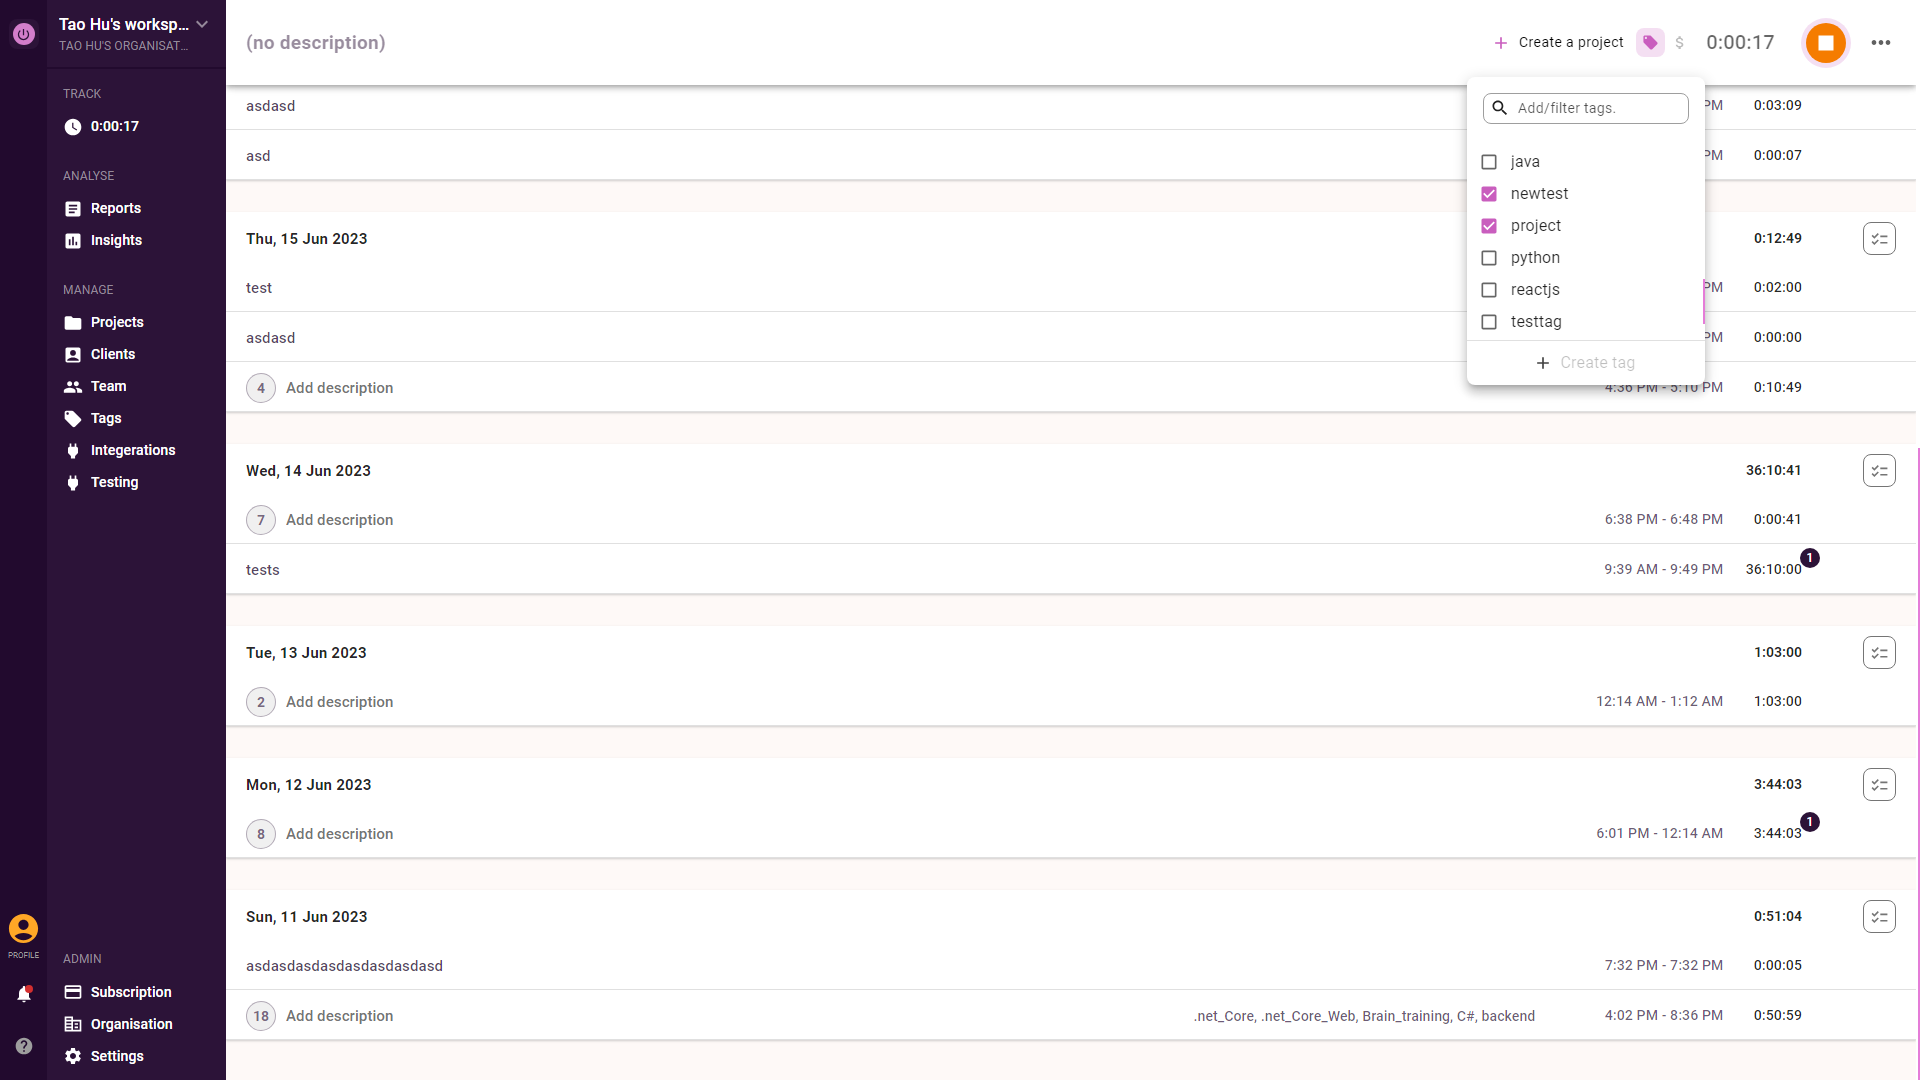 Tao Hu's worksp...
TAO HU'S ORGANISAT...
TRACK
0:00:17
ANALYSE
Reports
Insights
MANAGE
Projects
Clients
Team
Tags
Integerations
Testing
PROFILE
ADMIN
Subscription
Organisation
Settings
(no description)
+ Create a project $ 0:00:17
Add/filter tags.
java
newtest
project
python
reactjs
testtag
+ Create tag
asdasd PM 0:03:09
asd PM 0:00:07
Thu, 15 Jun 2023 0:12:49
test PM 0:02:00
asdasd PM 0:00:00
4 Add description 4:36 PM - 5:10 PM 0:10:49
Wed, 14 Jun 2023 36:10:41
7 Add description 6:38 PM - 6:48 PM 0:00:41
tests 9:39 AM - 9:49 PM 36:10:00 1
Tue, 13 Jun 2023 1:03:00
2 Add description 12:14 AM - 1:12 AM 1:03:00
Mon, 12 Jun 2023 3:44:03
8 Add description 6:01 PM - 12:14 AM 3:44:03 1
Sun, 11 Jun 2023 0:51:04
asdasdasdasdasdasdasdasd 7:32 PM - 7:32 PM 0:00:05
18 Add description .net_Core, .net_Core_Web, Brain_training, C#, backend 4:02 PM - 8:36 PM 0:50:59